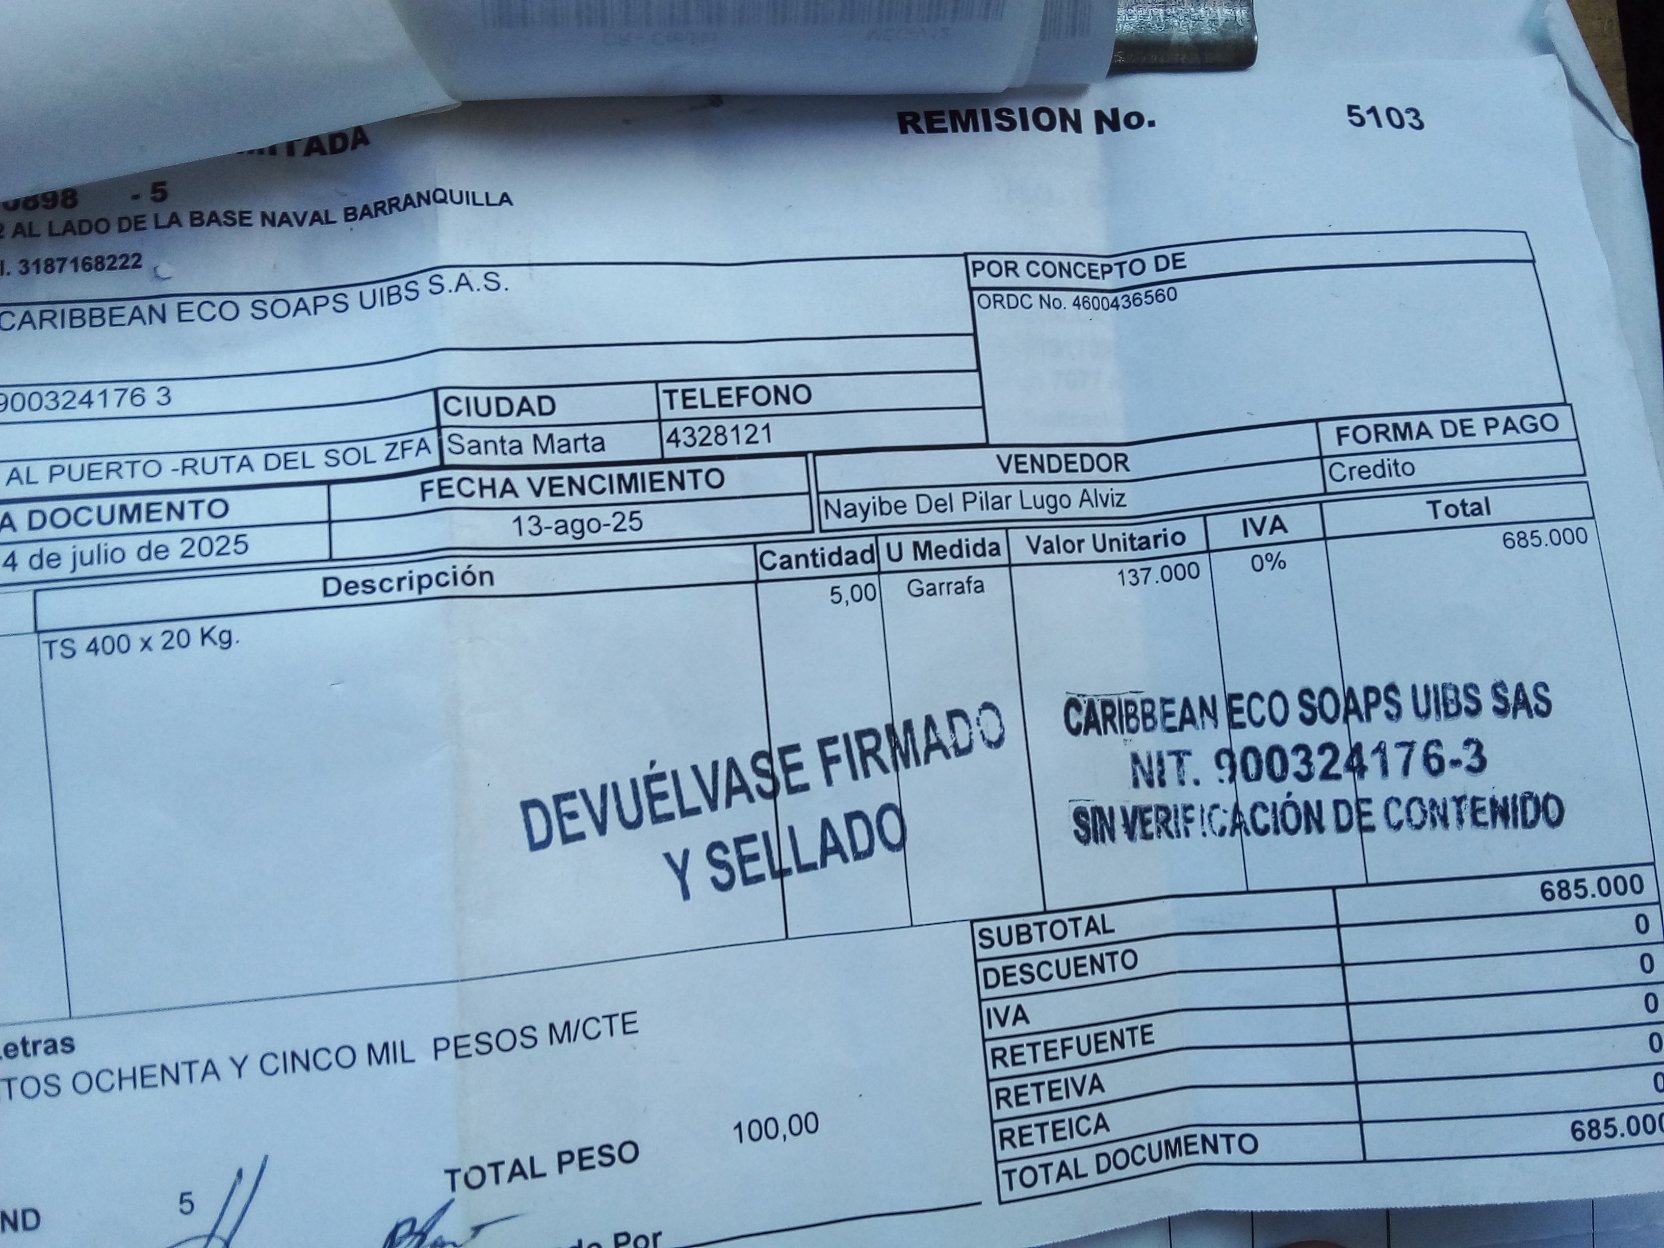 REMISION No. 5103
- 5
AL LADO DE LA BASE NAVAL BARRANQUILLA
3187168222
CARIBBEAN ECO SOAPS UIBS S.A.S.
POR CONCEPTO DE
ORDC No. 4600436560
900324176 3
CIUDAD TELEFONO
AL PUERTO -RUTA DEL SOL ZFA Santa Marta 4328121
A DOCUMENTO FECHA VENCIMIENTO VENDEDOR FORMA DE PAGO
4 de julio de 2025 13-ago-25 Nayibe Del Pilar Lugo Alviz Credito
Descripción Cantidad U Medida Valor Unitario IVA Total
TS 400 x 20 Kg. 5,00 Garrafa 137.000 0% 685.000
DEVUÉLVASE FIRMADO
Y SELLADO
CARIBBEAN ECO SOAPS UIBS SAS
NIT. 900324176-3
SIN VERIFICACIÓN DE CONTENIDO
SUBTOTAL 685.000
DESCUENTO 0
IVA 0
RETEFUENTE 0
RETEIVA 0
RETEICA 0
TOTAL DOCUMENTO 685.000
etras
TOS OCHENTA Y CINCO MIL PESOS M/CTE
TOTAL PESO 100,00
ND 5
Por